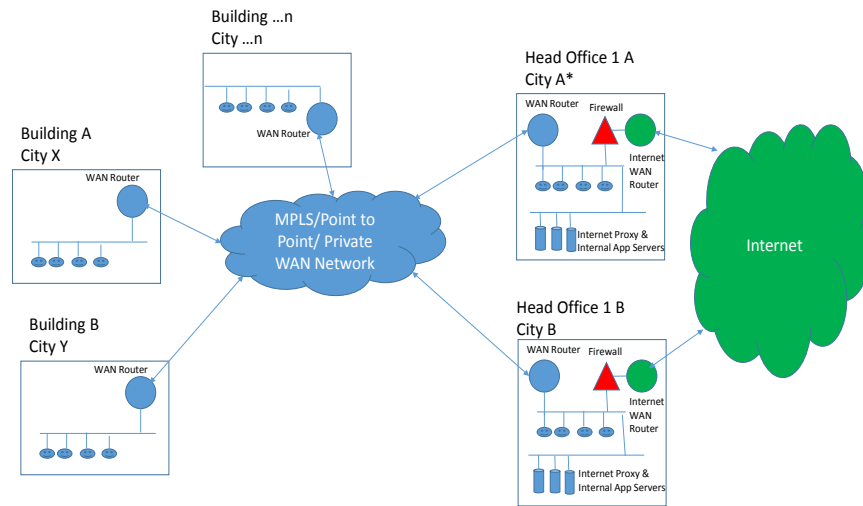 Building …n
City …n
WAN Router
Building A
City X
WAN Router
Building B
City Y
WAN Router
MPLS/Point to
Point/ Private
WAN Network
Head Office 1 A
City A*
WAN Router
Firewall
Internet
WAN
Router
Internet Proxy &
Internal App Servers
Head Office 1 B
City B
WAN Router
Firewall
Internet
WAN
Router
Internet Proxy &
Internal App Servers
Internet